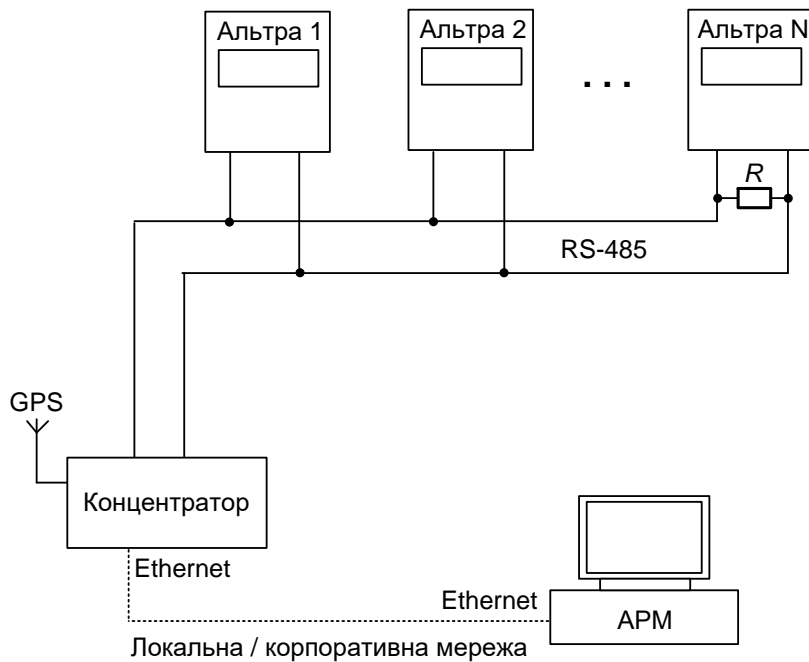 Альтра 1
Альтра 2
Альтра N
. . .
R
RS-485
GPS
Концентратор
Ethernet
Ethernet
АРМ
Локальна / корпоративна мережа